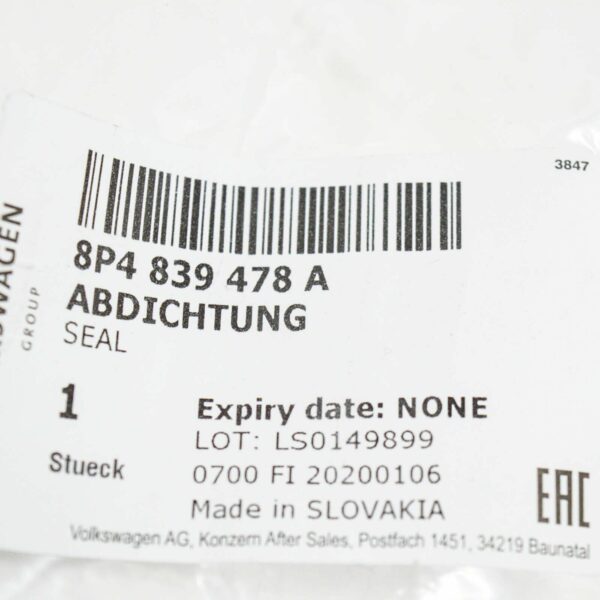 3847
GROUP
8P4 839 478 A
ABDICHTUNG
SEAL
1
Stueck
Expiry date: NONE
LOT: LS0149899
0700 FI 20200106
Made in SLOVAKIA
EAC
Volkswagen AG, Konzern After Sales, Postfach 1451, 34219 Baunatal